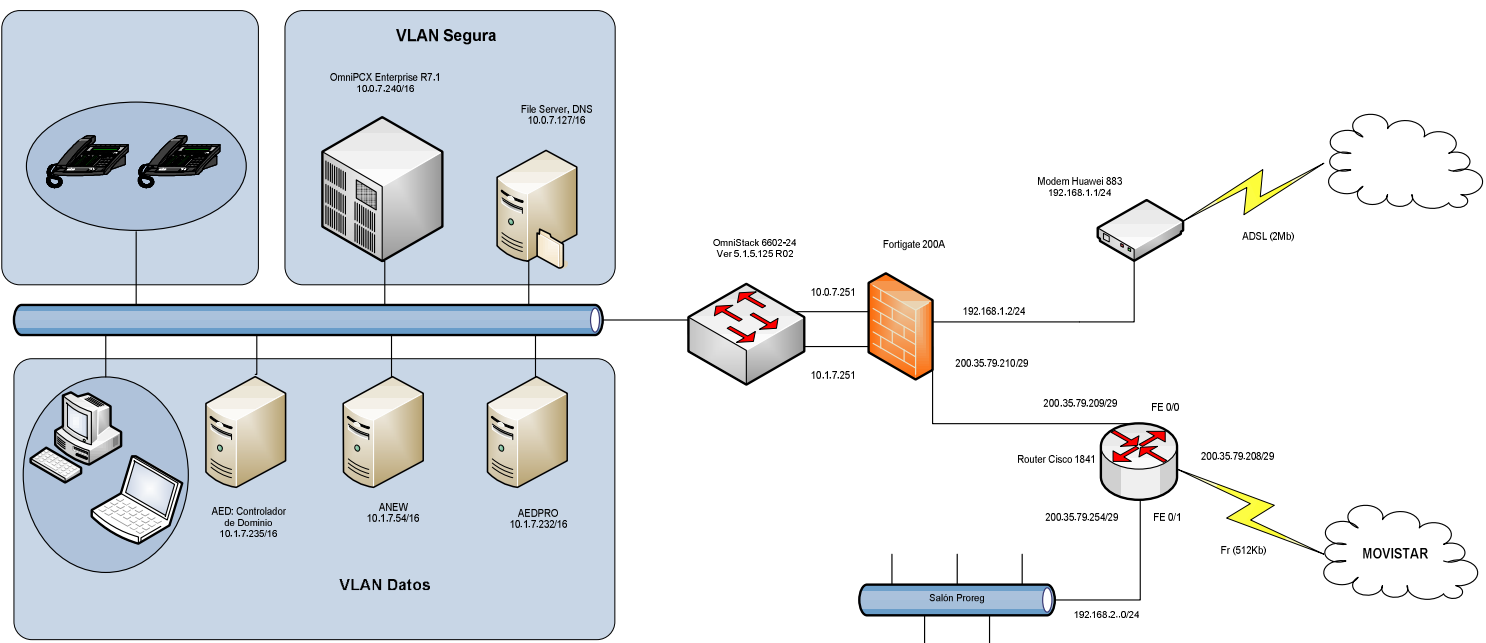 VLAN Segura
OmniPCX Enterprise R7.1
10.0.7.240/16
File Server, DNS
10.0.7.127/16
Modem Huawei 883
192.168.1.1/24
ADSL (2Mb)
OmniStack 6602-24
Ver 5.1.5.125 R02
Fortigate 200A
10.0.7.251
192.168.1.2/24
10.1.7.251
200.35.79.210/29
200.35.79.209/29
FE 0/0
Router Cisco 1841
200.35.79.208/29
200.35.79.254/29
FE 0/1
Fr (512Kb)
MOVISTAR
AED: Controlador
de Dominio
10.1.7.235/16
ANEW
10.1.7.54/16
AEDPRO
10.1.7.232/16
VLAN Datos
Salón Proreg
192.168.2..0/24